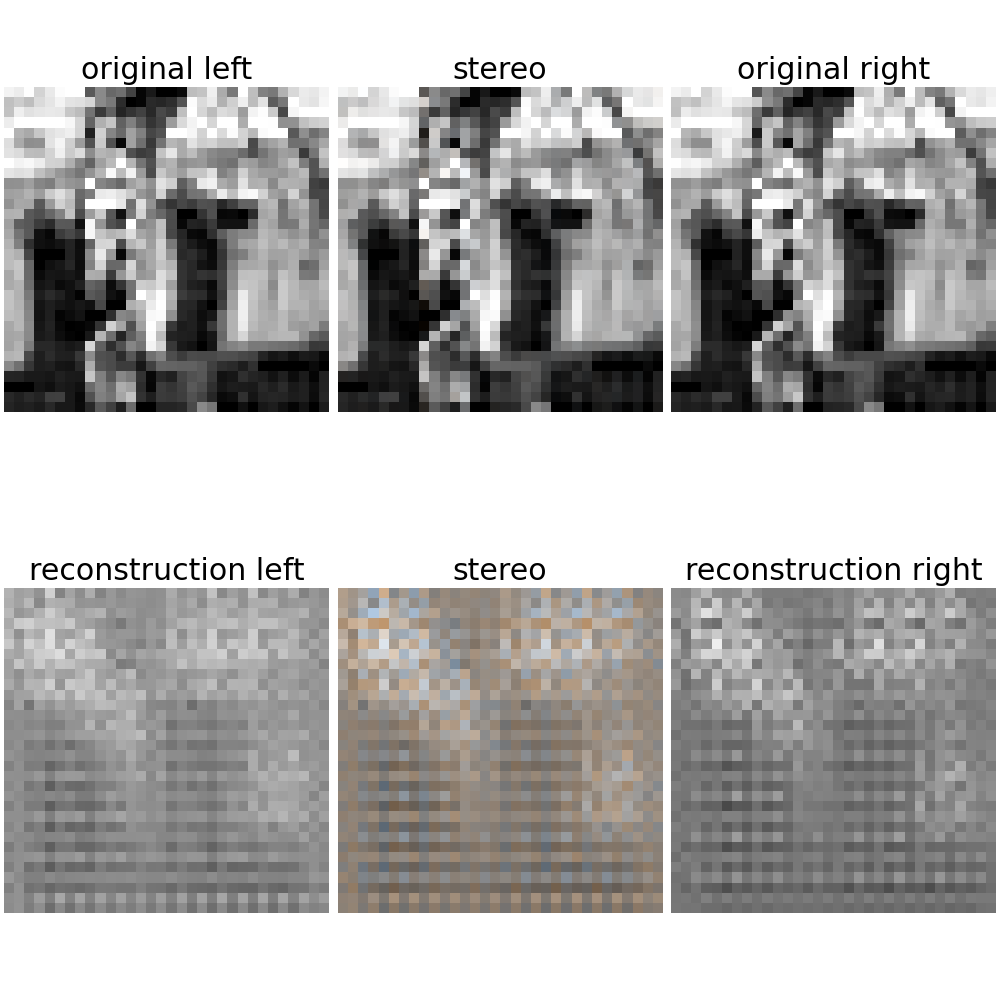 original left
stereo
original right
reconstruction left
stereo
reconstruction right